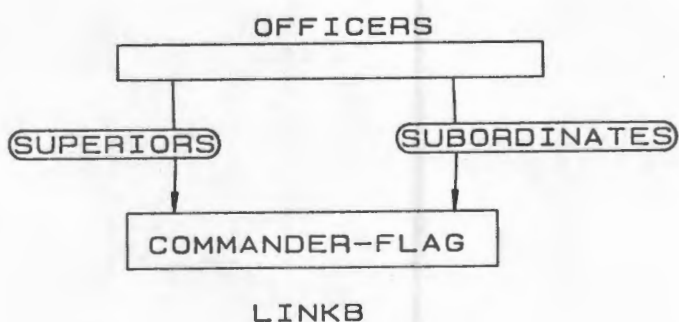 OFFICERS
SUPERIORS
SUBORDINATES
COMMANDER-FLAG
LINKB